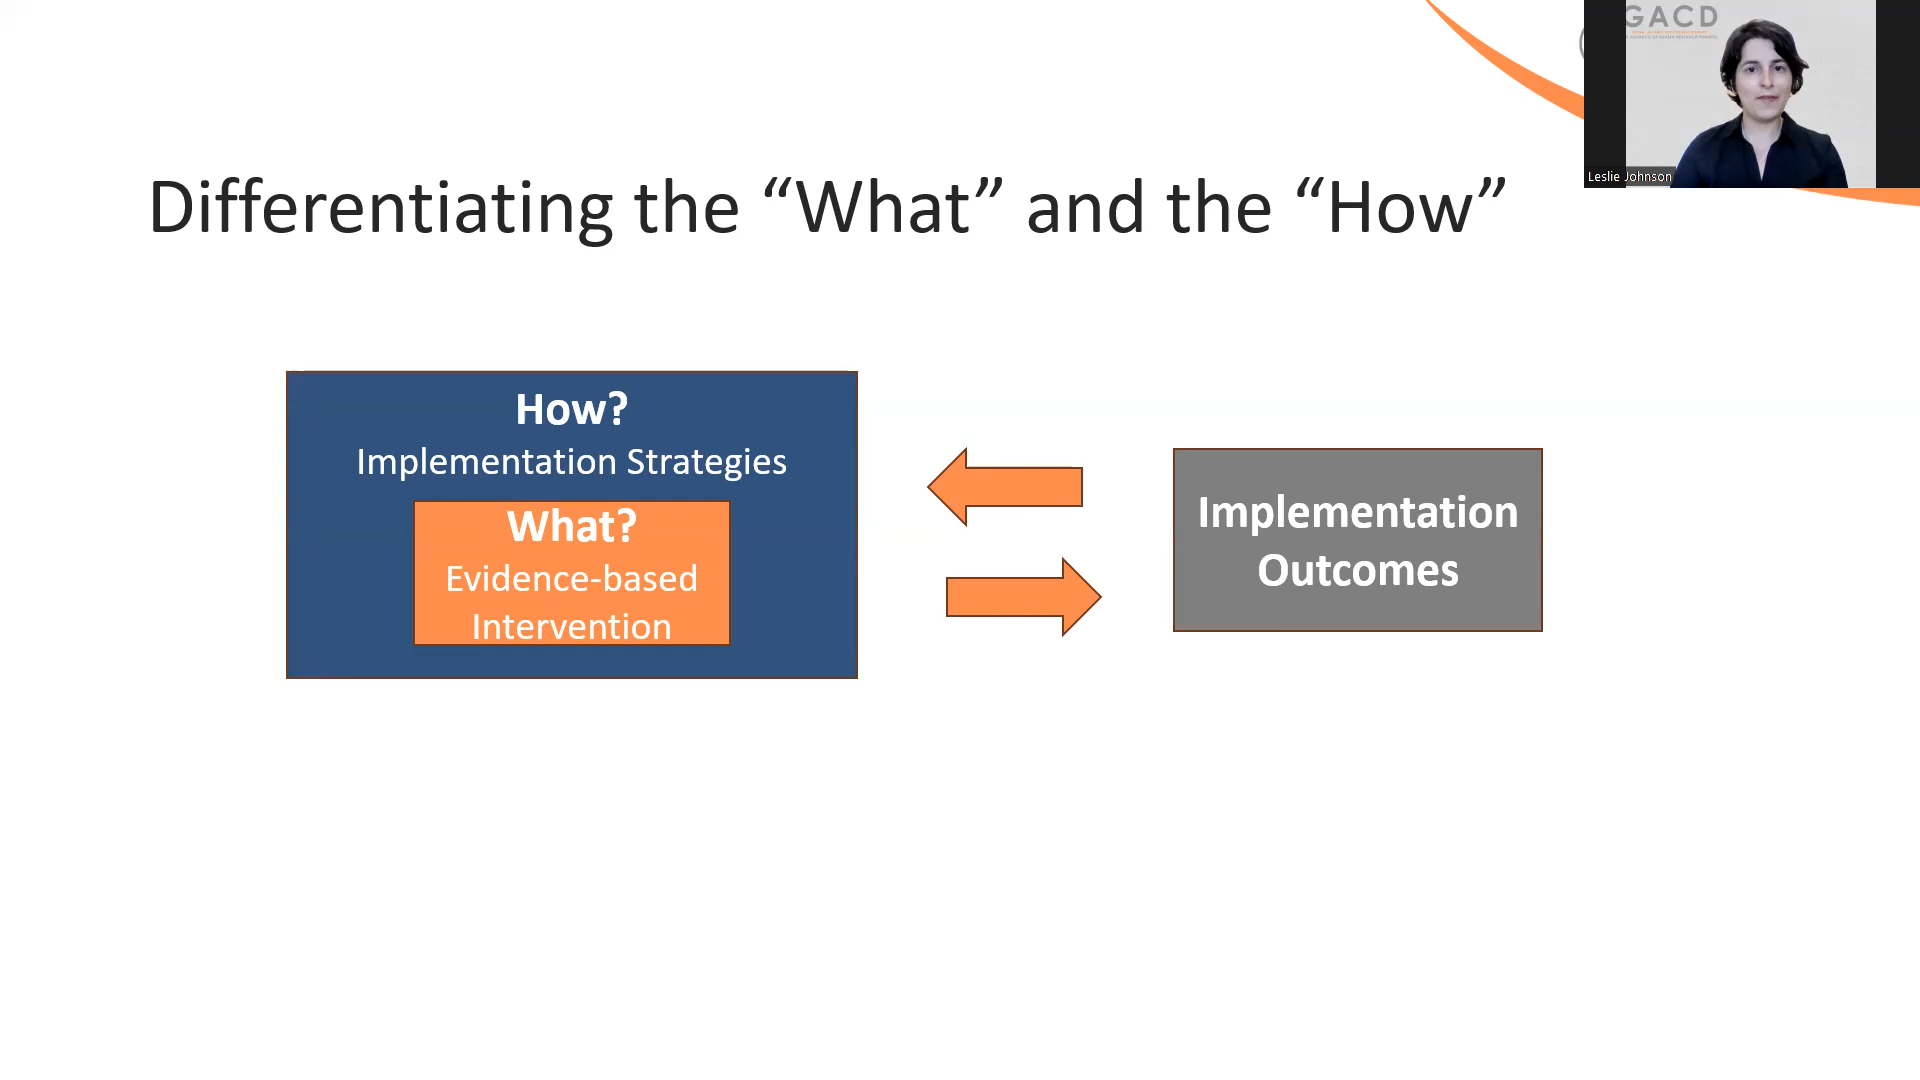 GACD
Leslie Johnson
Differentiating the “What” and the “How”
How?
Implementation Strategies
What?
Evidence-based
Intervention
Implementation
Outcomes